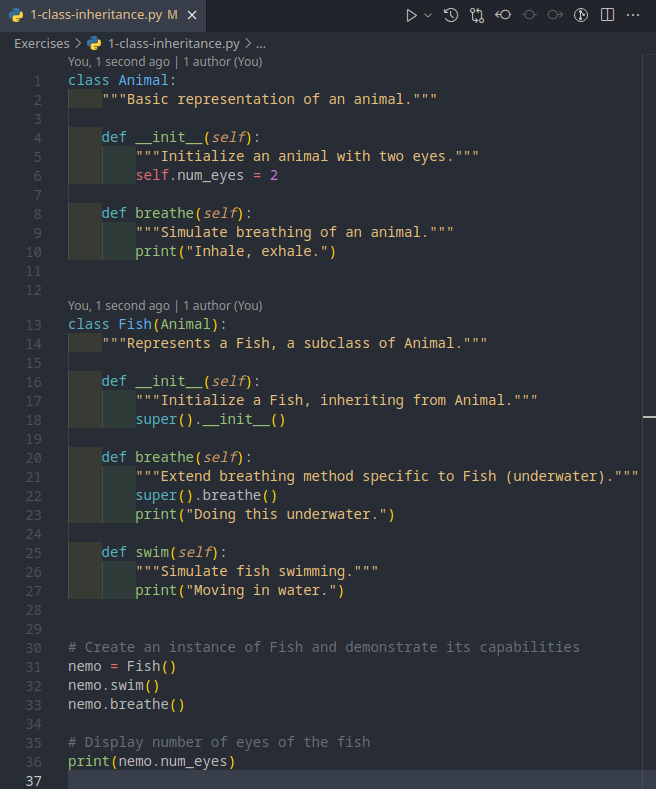 1-class-inheritance.py M
Exercises > 1-class-inheritance.py > ...
You, 1 second ago | 1 author (You)
1 class Animal:
2     """Basic representation of an animal."""
3
4     def __init__(self):
5         """Initialize an animal with two eyes."""
6         self.num_eyes = 2
7
8     def breathe(self):
9         """Simulate breathing of an animal."""
10         print("Inhale, exhale.")
11
12
You, 1 second ago | 1 author (You)
13 class Fish(Animal):
14     """Represents a Fish, a subclass of Animal."""
15
16     def __init__(self):
17         """Initialize a Fish, inheriting from Animal."""
18         super().__init__()
19
20     def breathe(self):
21         """Extend breathing method specific to Fish (underwater)."""
22         super().breathe()
23         print("Doing this underwater.")
24
25     def swim(self):
26         """Simulate fish swimming."""
27         print("Moving in water.")
28
29
30 # Create an instance of Fish and demonstrate its capabilities
31 nemo = Fish()
32 nemo.swim()
33 nemo.breathe()
34
35 # Display number of eyes of the fish
36 print(nemo.num_eyes)
37